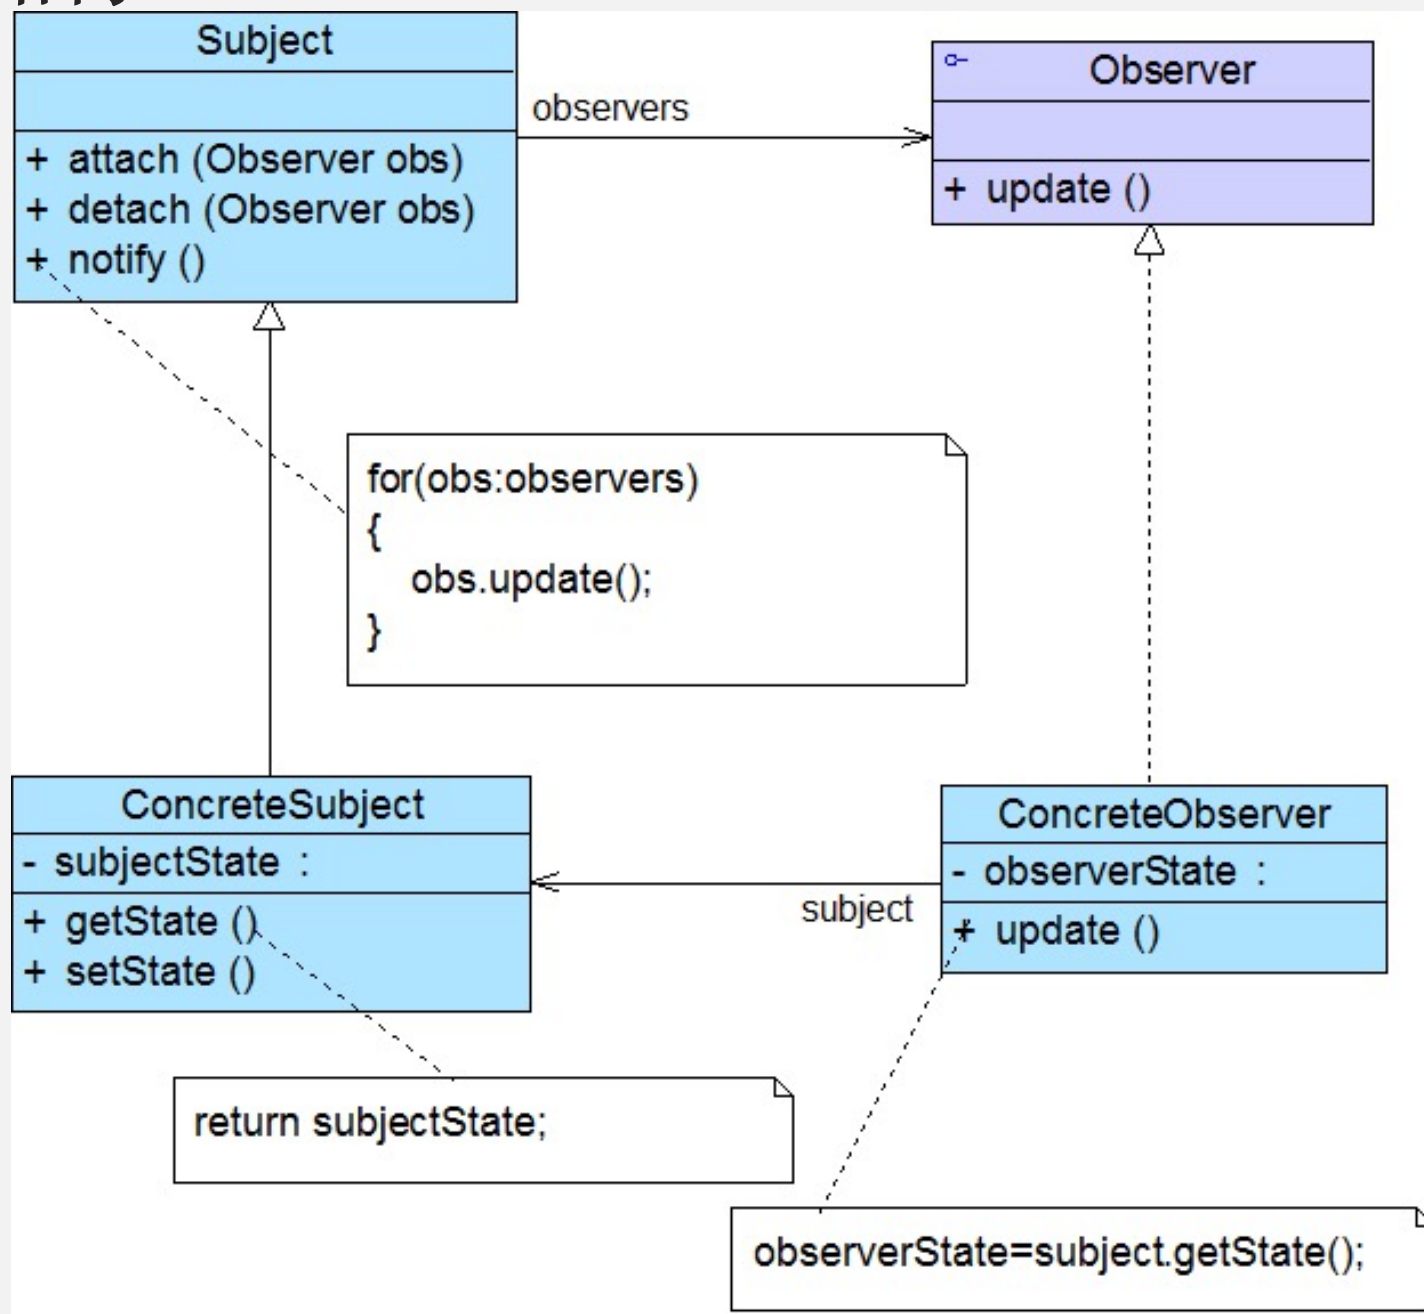 Subject
+ attach (Observer obs)
+ detach (Observer obs)
+ notify ()
observers
Observer
+ update ()
for(obs:observers)
{
obs.update();
}
ConcreteSubject
- subjectState :
+ getState ()
+ setState ()
subject
ConcreteObserver
- observerState :
+ update ()
return subjectState;
observerState=subject.getState();